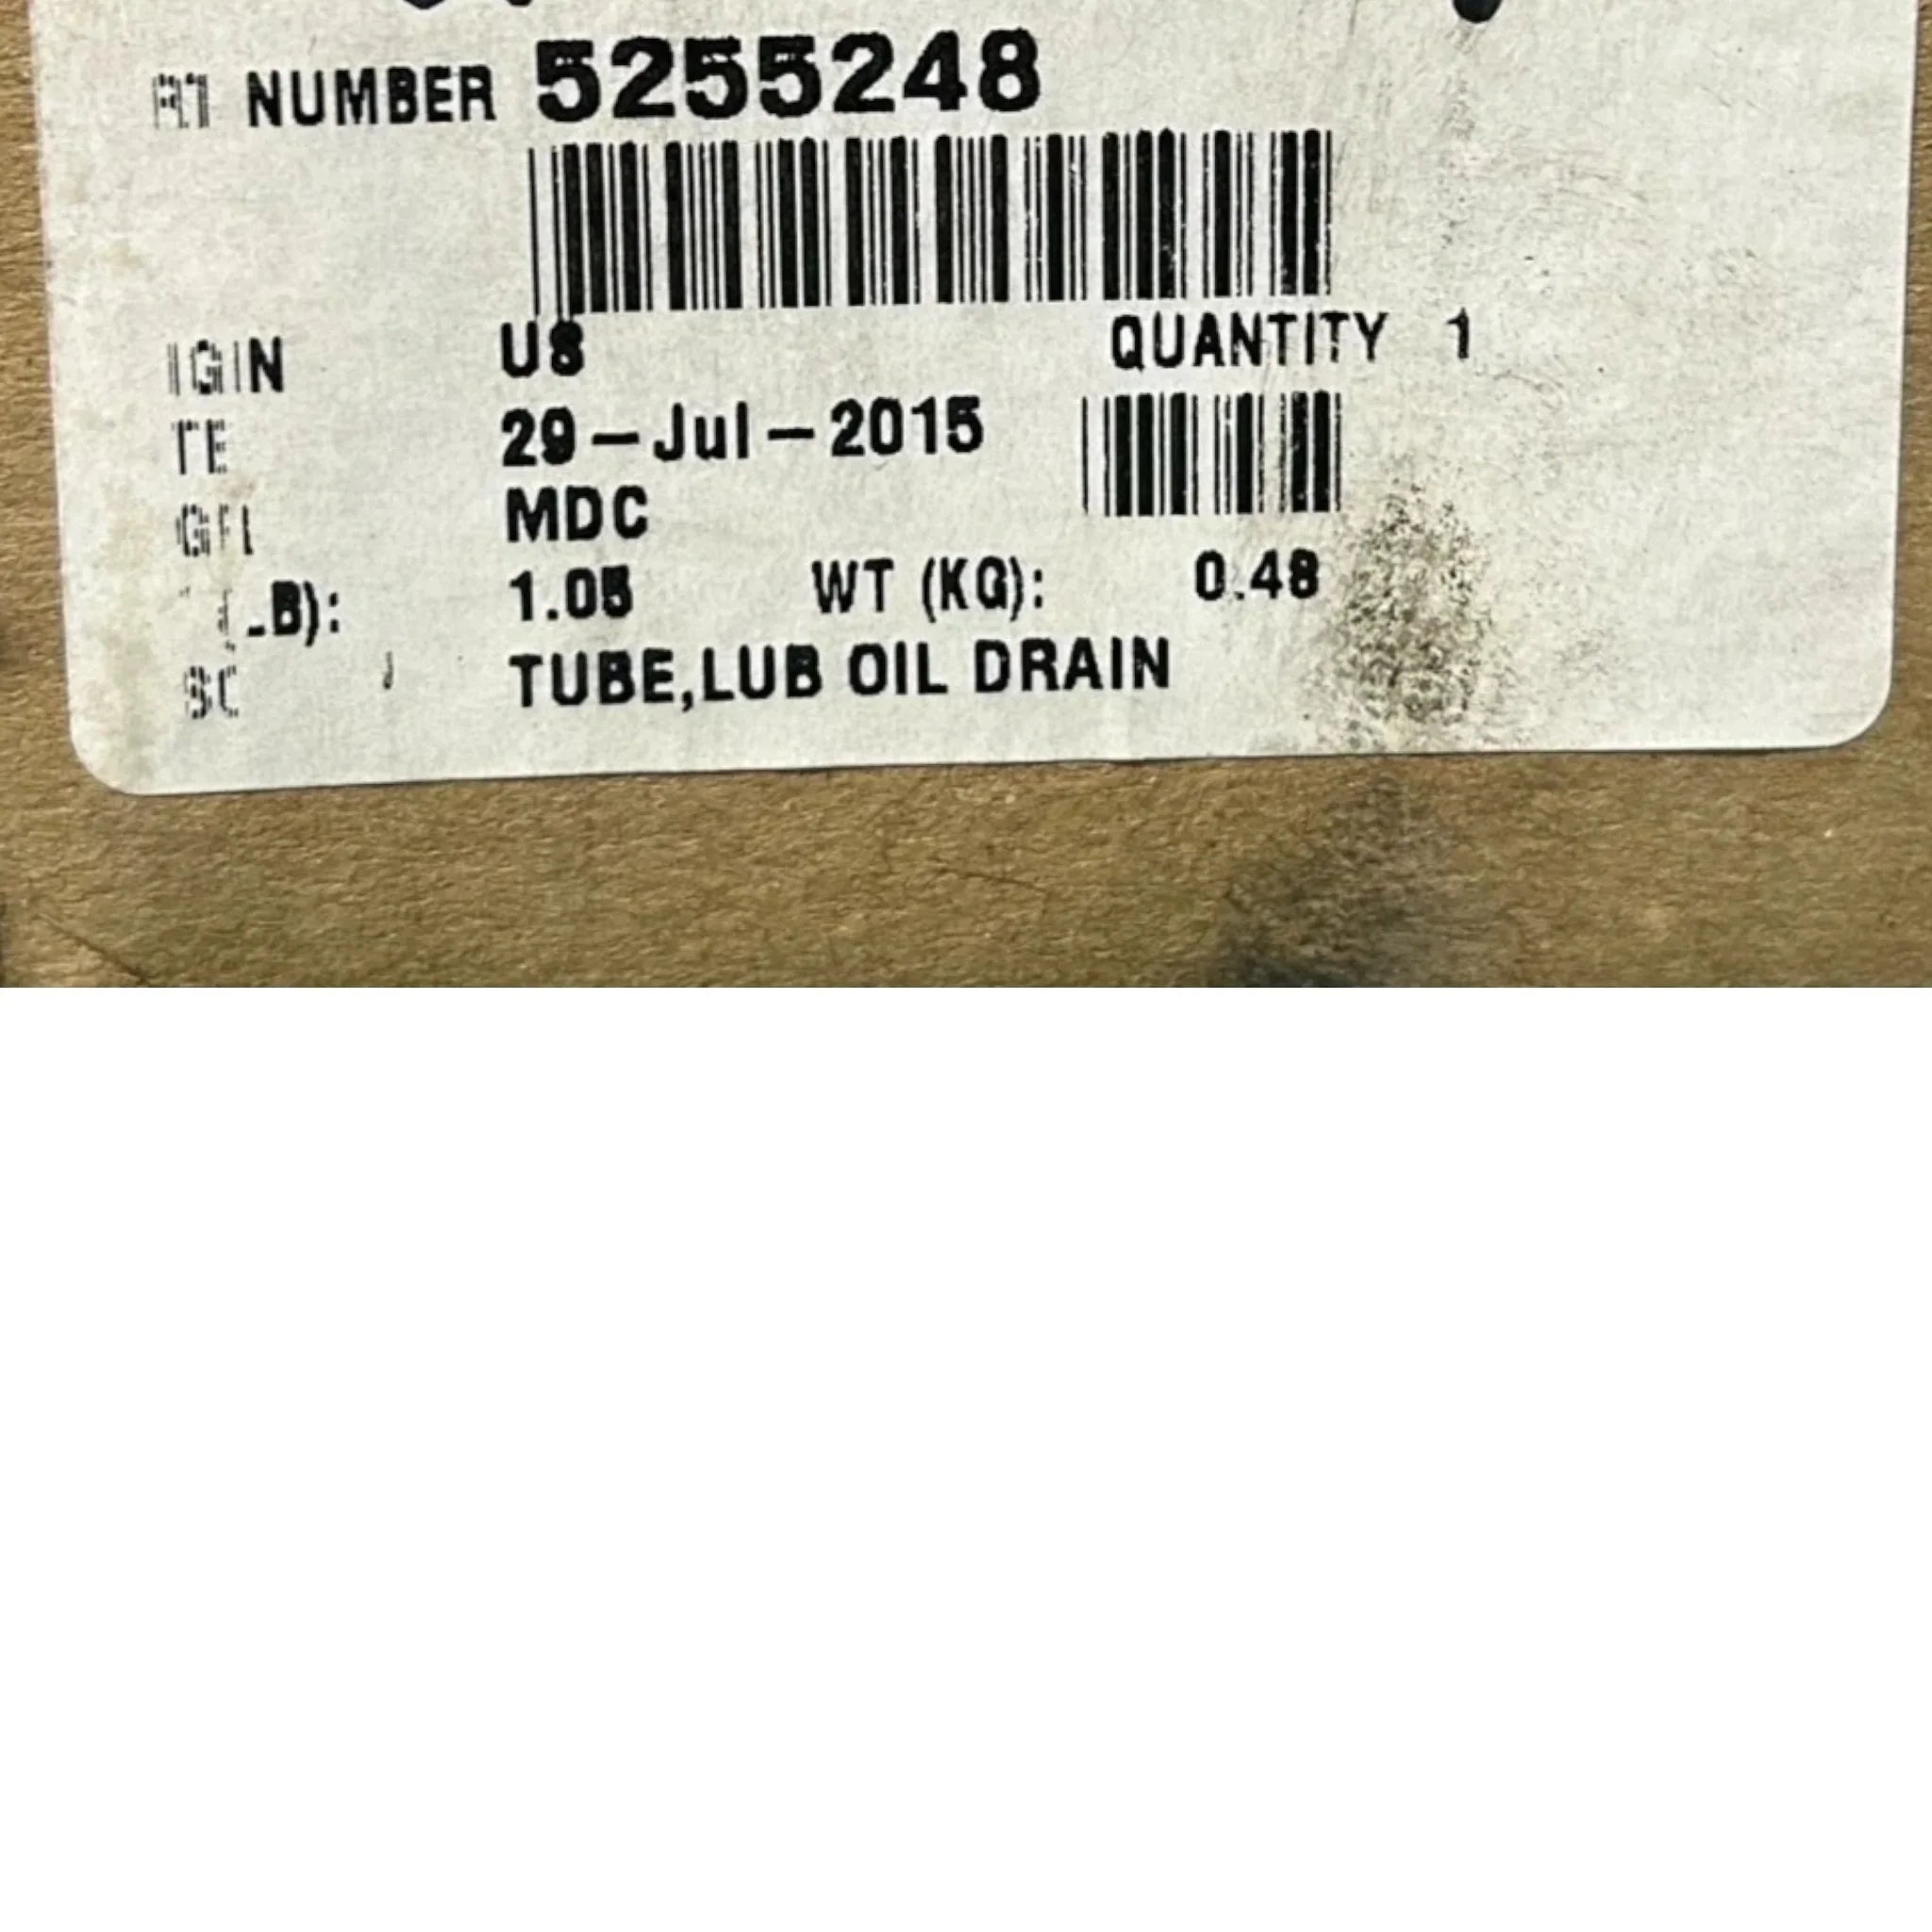 NUMBER 5255248
IGIN US QUANTITY 1
TE 29-Jul-2015
MDC
B): 1.05 WT (KG): 0.48
TUBE,LUB OIL DRAIN